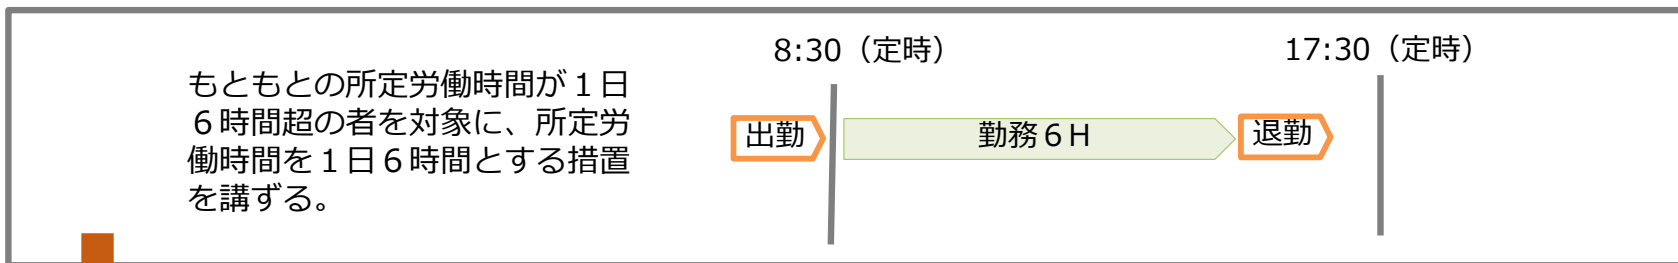 8:30（定時）
17:30（定時）
もともとの所定労働時間が１日
６時間超の者を対象に、所定労
働時間を１日６時間とする措置
を講ずる。
出勤
勤務６H
退勤